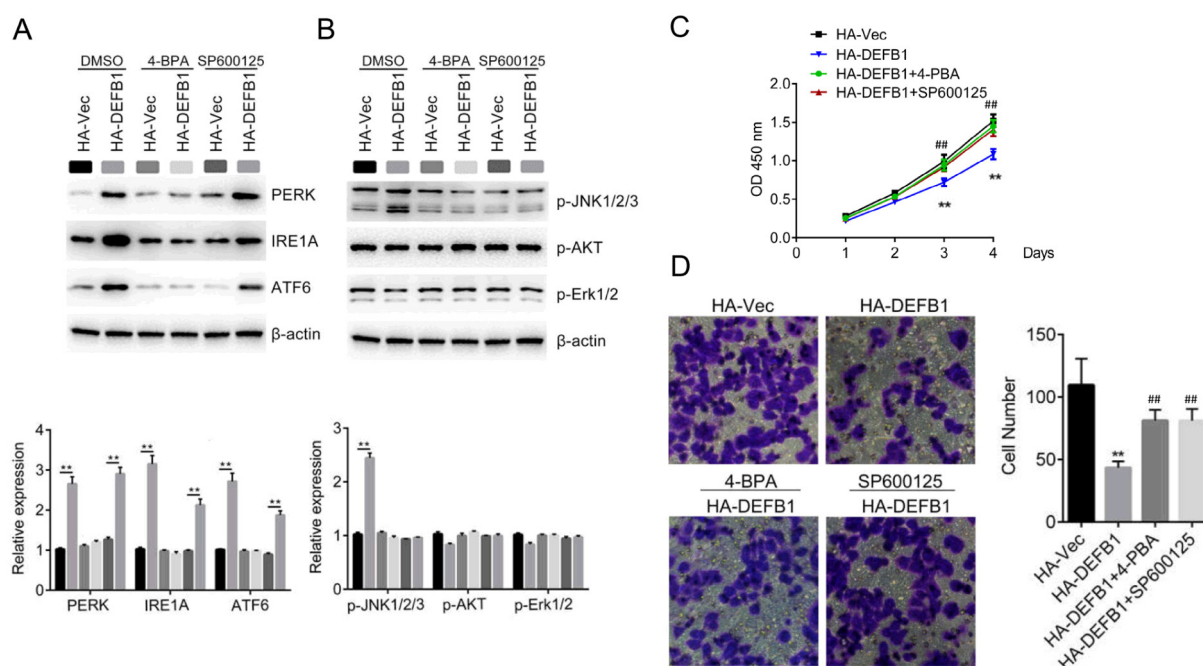 A
DMSO 4-BPA SP600125
HA-Vec HA-DEFB1 HA-Vec HA-DEFB1 HA-Vec HA-DEFB1
PERK
IRE1A
ATF6
β-actin
Relative expression
4
3
2
1
0
PERK IRE1A ATF6
** ** ** ** ** **
B
DMSO 4-BPA SP600125
HA-Vec HA-DEFB1 HA-Vec HA-DEFB1 HA-Vec HA-DEFB1
p-JNK1/2/3
p-AKT
p-Erk1/2
β-actin
Relative expression
3
2
1
0
**
p-JNK1/2/3 p-AKT p-Erk1/2
C
HA-Vec
HA-DEFB1
HA-DEFB1+4-PBA
HA-DEFB1+SP600125
OD 450 nm
2.0
1.5
1.0
0.5
0.0
## ##
** **
0 1 2 3 4 Days
D
HA-Vec HA-DEFB1
4-BPA SP600125
HA-DEFB1 HA-DEFB1
Cell Number
150
100
50
0
** ## ##
HA-Vec
HA-DEFB1
HA-DEFB1+4-PBA
HA-DEFB1+SP600125